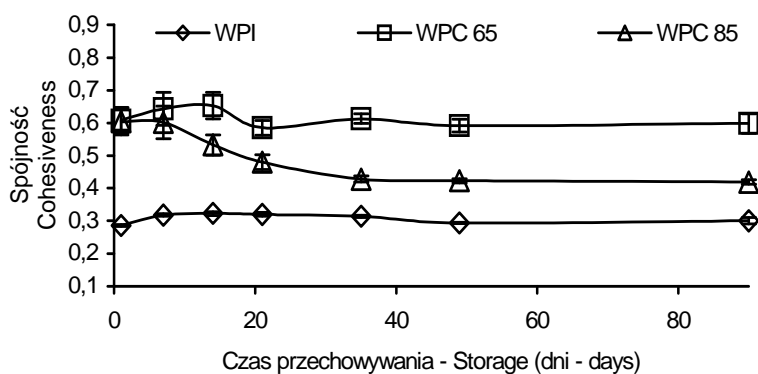 0,9
WPI WPC 65 WPC 85
0,8
0,7
0,6
0,5
0,4
0,3
0,2
0,1
Spójność
Cohesiveness
0 20 40 60 80
Czas przechowywania - Storage (dni - days)